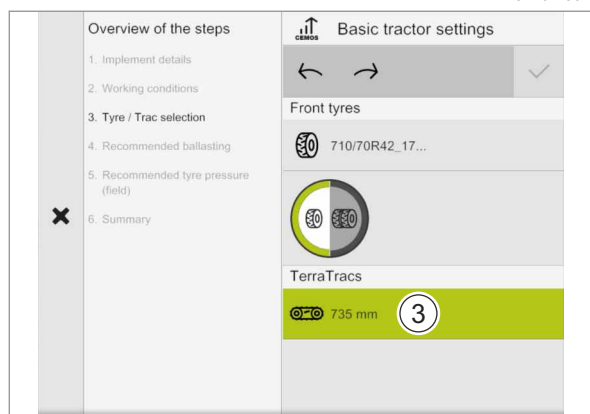 Overview of the steps
1. Implement details
2. Working conditions
3. Tyre / Trac selection
4. Recommended ballasting
5. Recommended tyre pressure
(field)
6. Summary
CEMOS
Basic tractor settings
Front tyres
710/70R42_17...
TerraTracs
735 mm
3